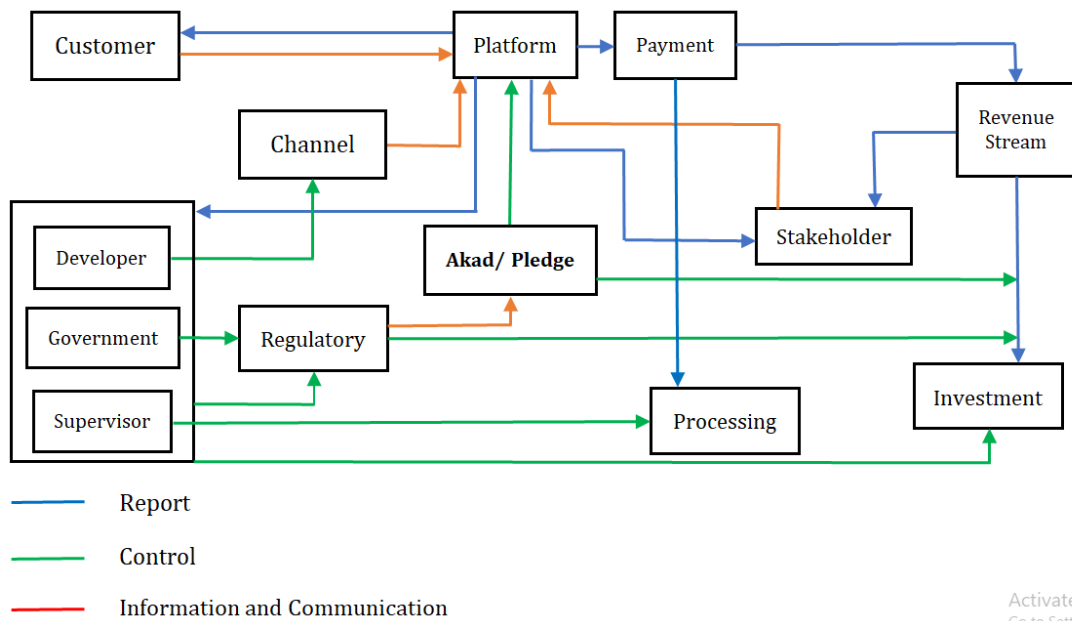 Customer
Platform
Payment
Channel
Revenue
Stream
Developer
Akad/ Pledge
Stakeholder
Government
Regulatory
Supervisor
Processing
Investment
Report
Control
Information and Communication
Activate